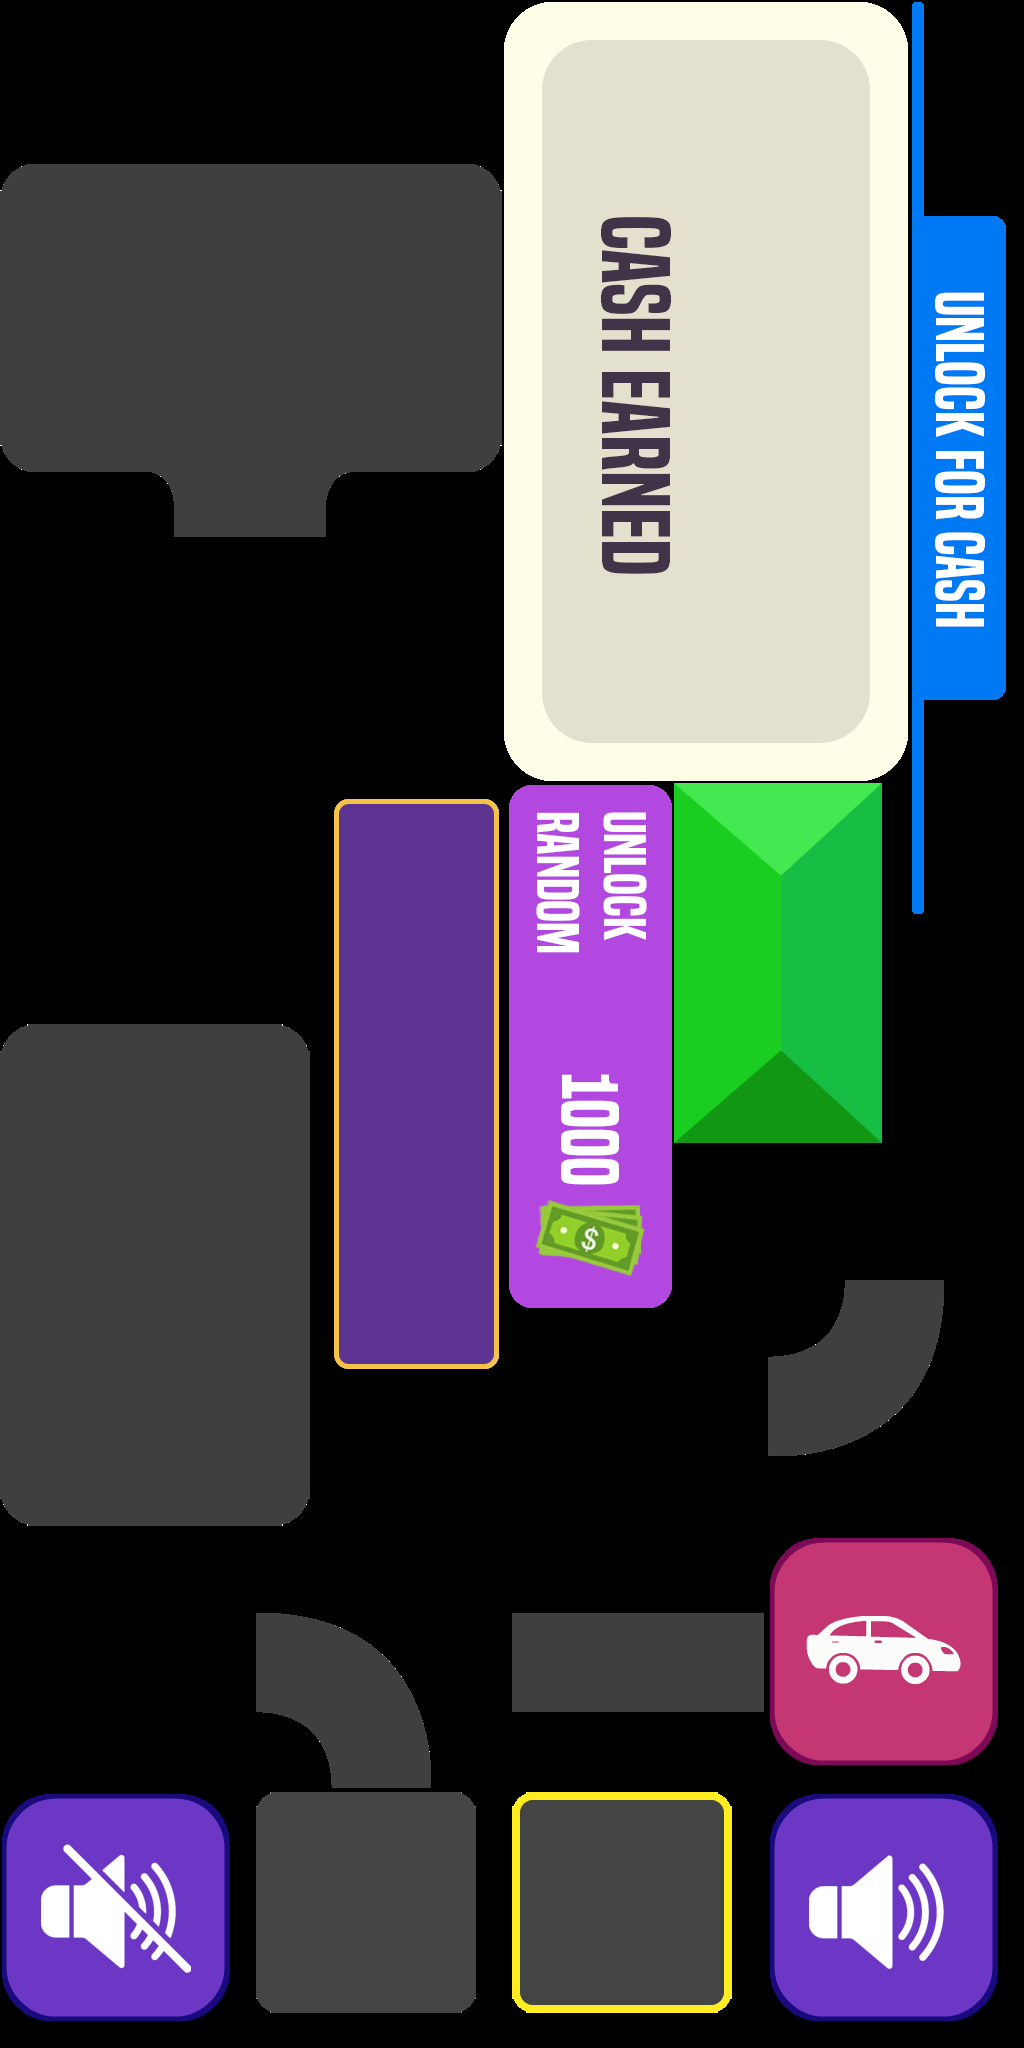 UNLOCK FOR CASH
CASH EARNED
UNLOCK
RANDOM
1000
$